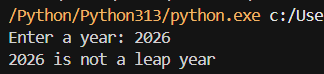 /Python/Python313/python.exe c:/Use
Enter a year: 2026
2026 is not a leap year